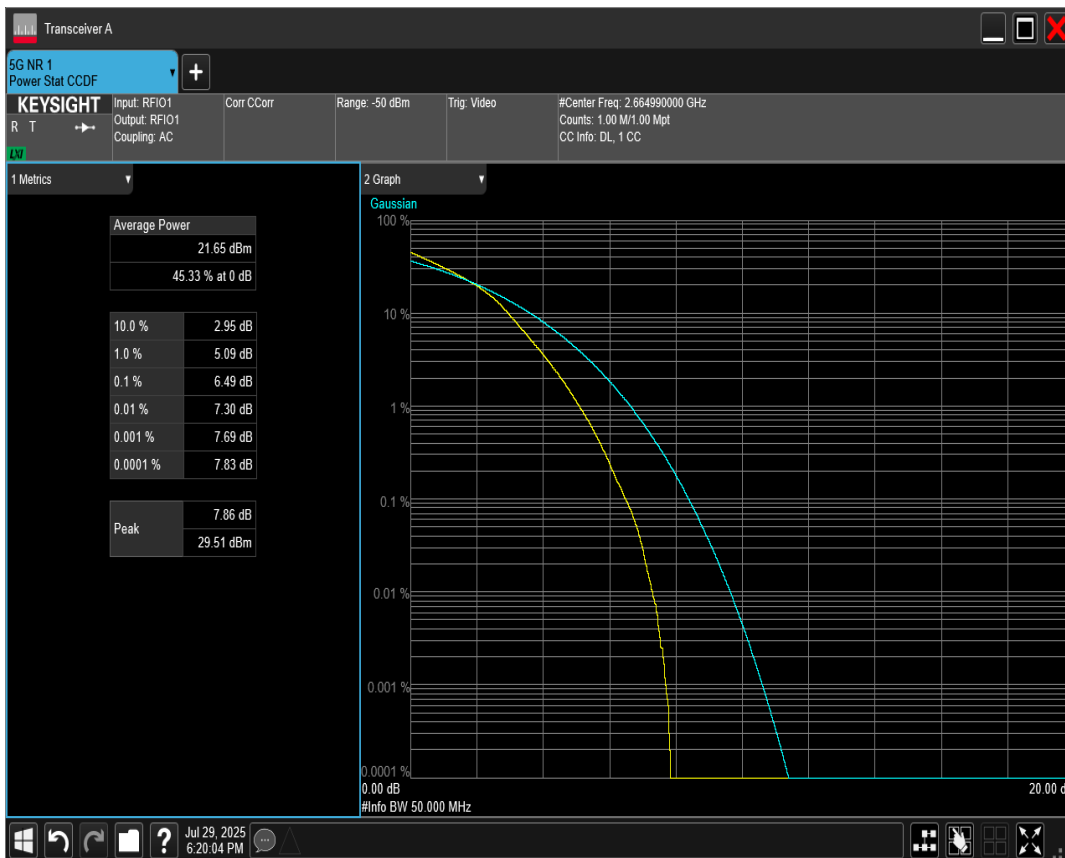 Transceiver A
5G NR 1
Power Stat CCDF
+
KEYSIGHT
R T
LXI
Input: RFIO1
Output: RFIO1
Coupling: AC
Corr CCorr
Range: -50 dBm
Trig: Video
#Center Freq: 2.664990000 GHz
Counts: 1.00 M/1.00 Mpt
CC Info: DL, 1 CC
1 Metrics
Average Power
21.65 dBm
45.33 % at 0 dB
10.0 % 2.95 dB
1.0 % 5.09 dB
0.1 % 6.49 dB
0.01 % 7.30 dB
0.001 % 7.69 dB
0.0001 % 7.83 dB
Peak
7.86 dB
29.51 dBm
2 Graph
Gaussian
100 %
10 %
1 %
0.1 %
0.01 %
0.001 %
0.0001 %
0.00 dB
20.00 d
#Info BW 50.000 MHz
?
Jul 29, 2025
6:20:04 PM